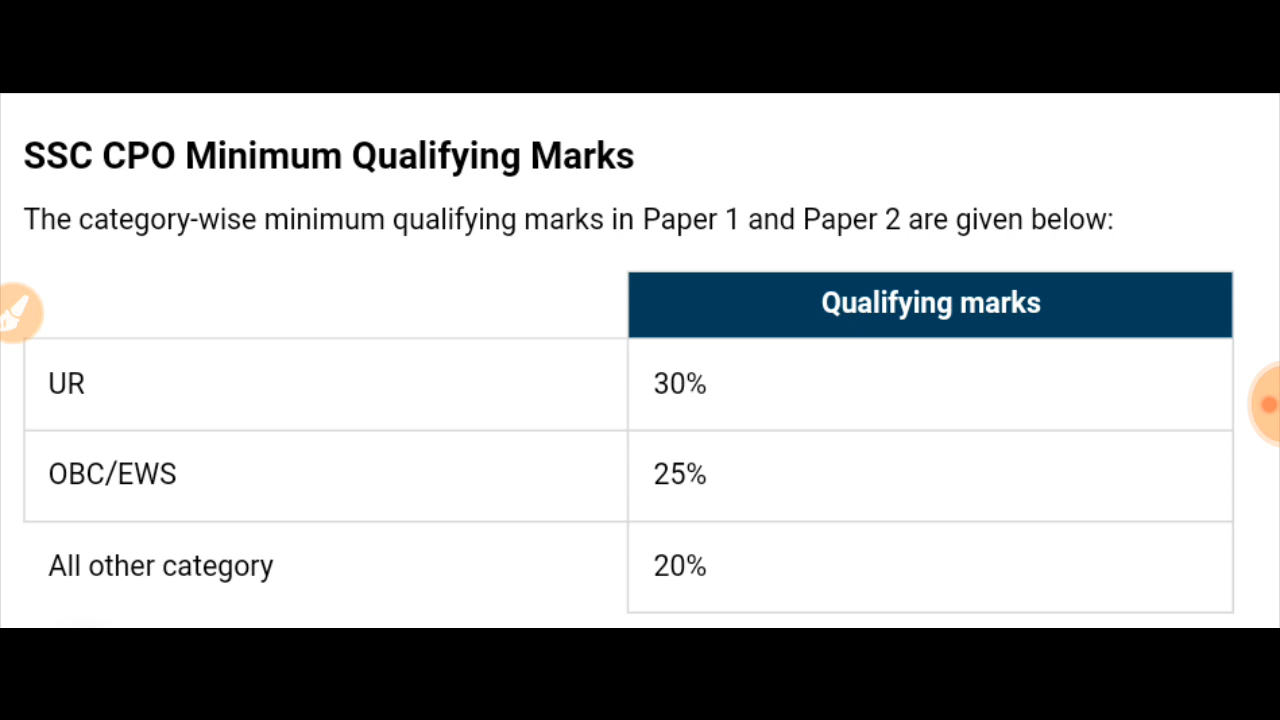 SSC CPO Minimum Qualifying Marks
The category-wise minimum qualifying marks in Paper 1 and Paper 2 are given below:
Qualifying marks
UR 30%
OBC/EWS 25%
All other category 20%